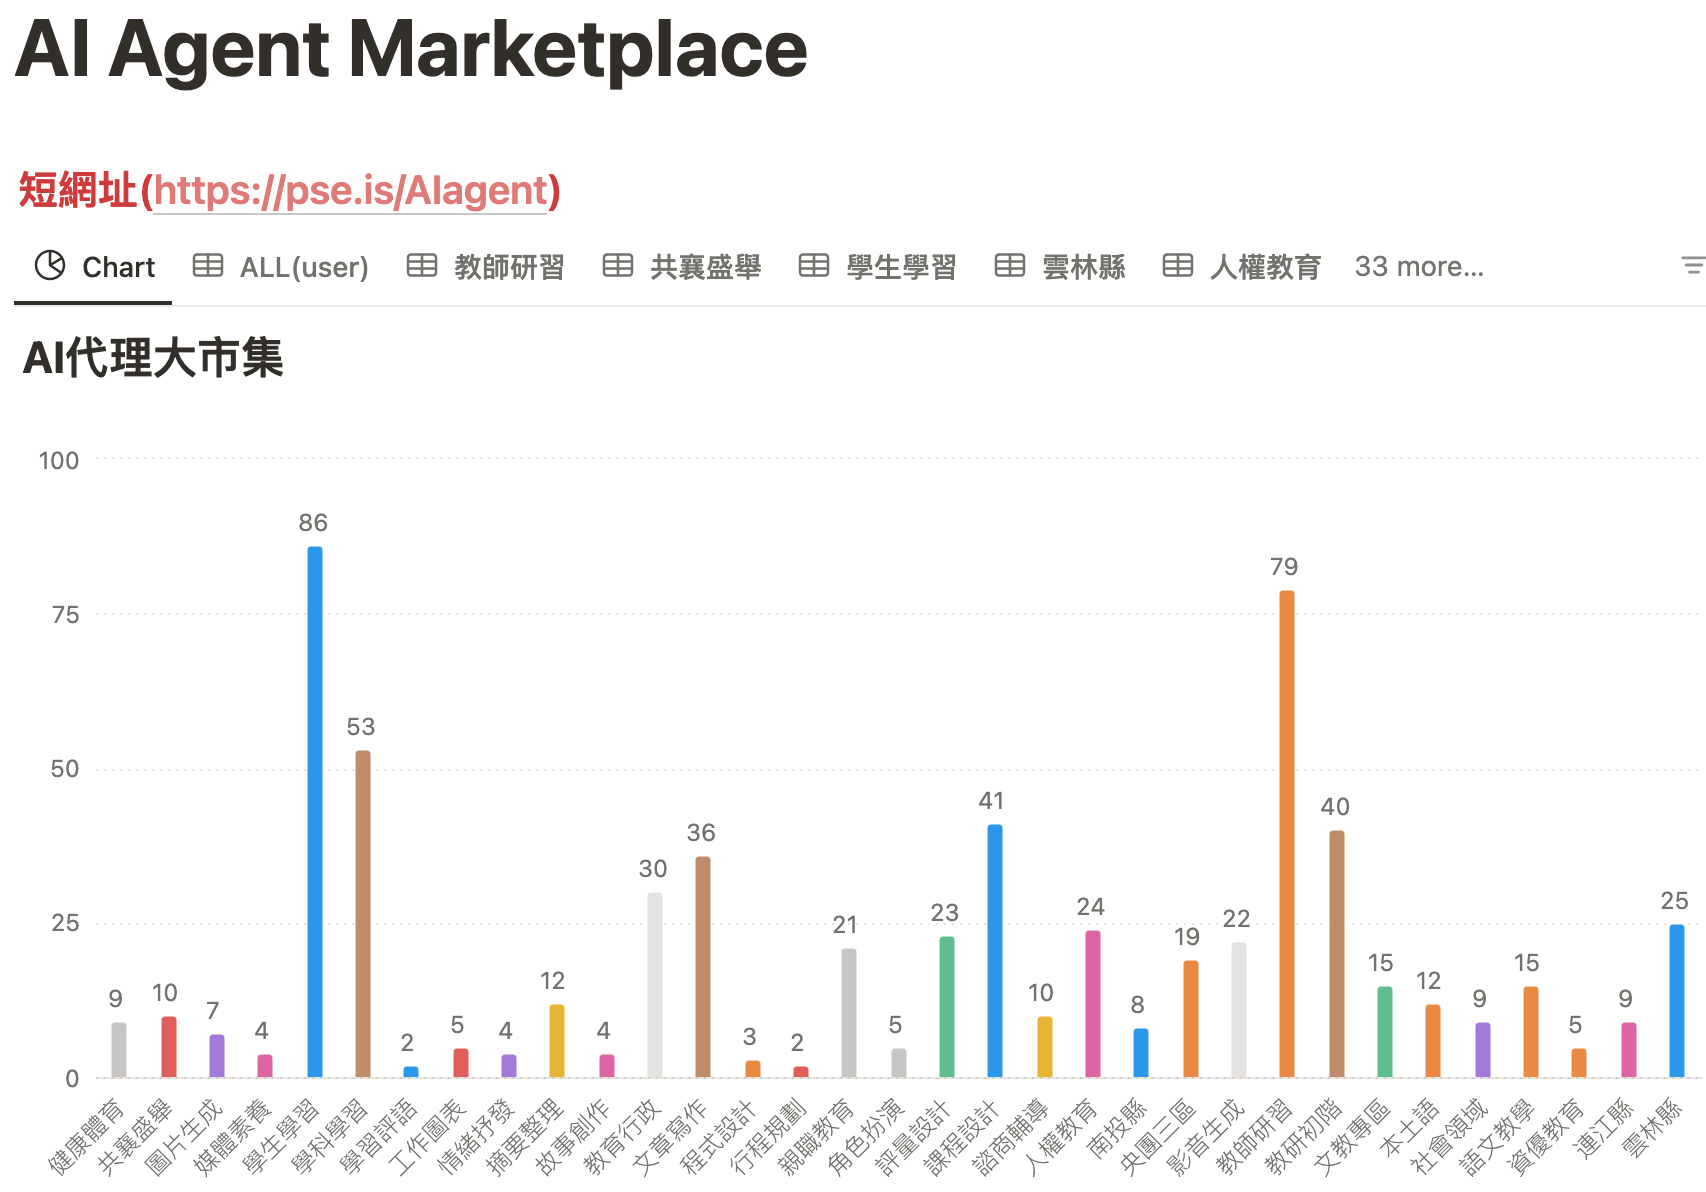 AI Agent Marketplace
短網址(https://pse.is/AIagent)
Chart ALL(user) 教師研習 共襄盛舉 學生學習 雲林縣 人權教育 33 more...
AI代理大市集
100
75
50
25
0
9 10 7 4 86 53 2 5 4 12 4 30 36 3 2 21 5 23 41 10 24 8 19 22 79 40 15 12 9 15 5 9 25
健康體育
共襄盛舉
圖片生成
媒體素養
學生學習
學科學習
學習評語
工作圖表
情緒抒發
摘要整理
故事創作
教育行政
文章寫作
程式設計
行程規劃
親職教育
角色扮演
評量設計
課程設計
諮商輔導
人權教育
南投縣
央團三區
影音生成
教師研習
教研初階
文教專區
本土語
社會領域
語文教學
資優教育
連江縣
雲林縣